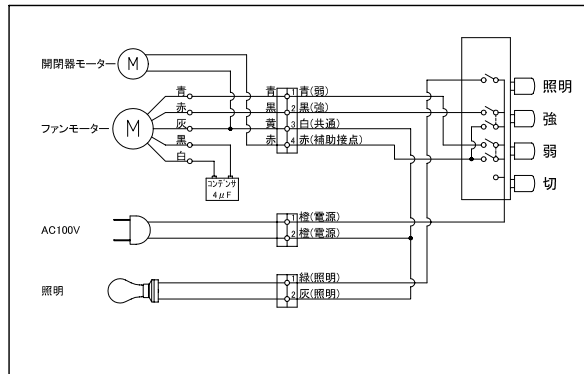 開閉器モーター
M
ファンモーター
M
青
赤
灰
黒
白
コンデンサ
4μF
青 1 青(弱)
黒 2 黒(強)
黄 3 白(共通)
赤 4 赤(補助接点)
照明
強
弱
切
AC100V
1 橙(電源)
2 橙(電源)
照明
1 緑(照明)
2 灰(照明)